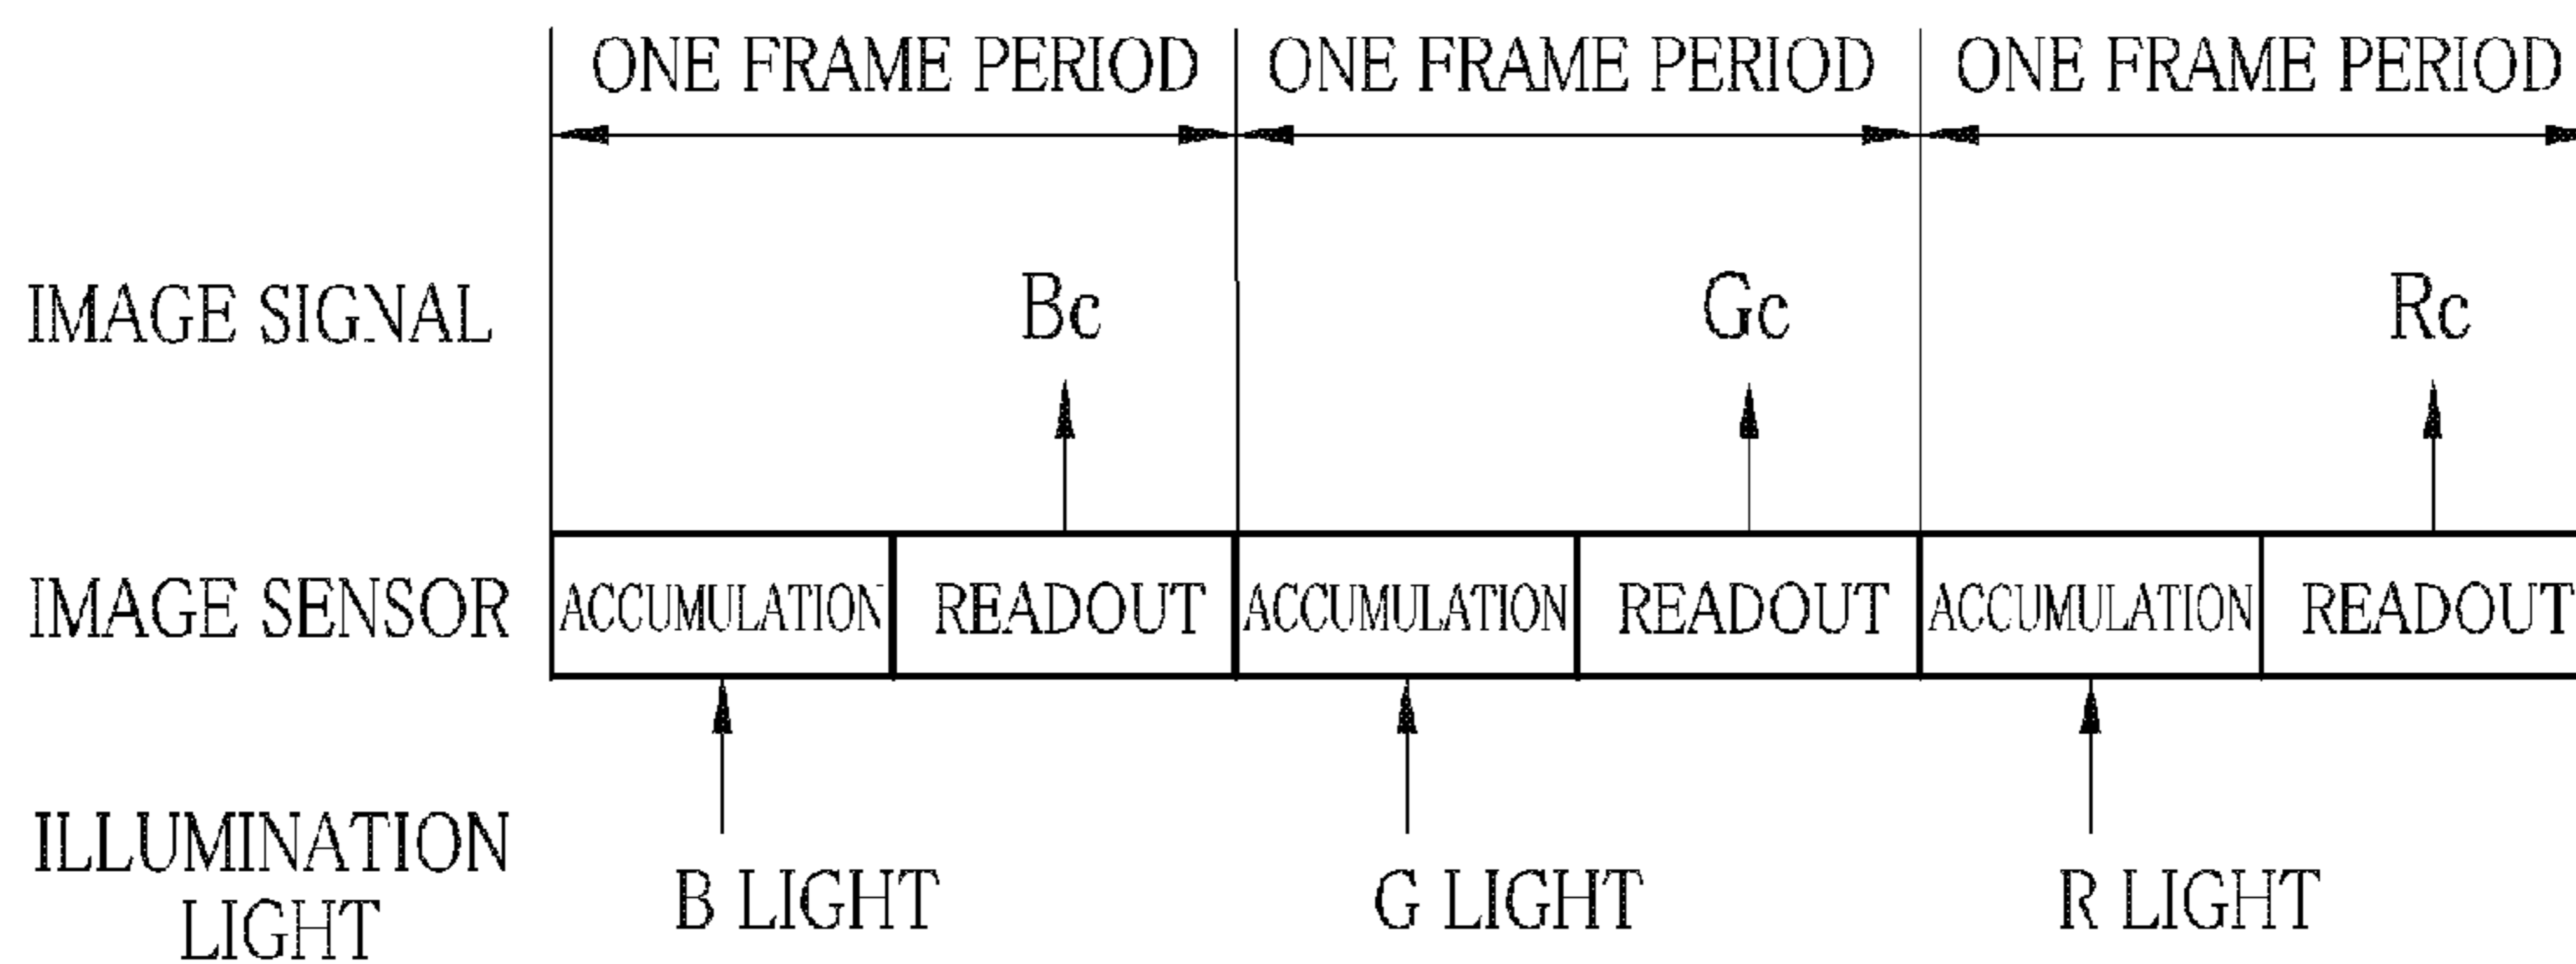 ONE FRAME PERIOD ONE FRAME PERIOD ONE FRAME PERIOD
IMAGE SIGNAL Bc Gc Rc
IMAGE SENSOR ACCUMULATION READOUT ACCUMULATION READOUT ACCUMULATION READOUT
ILLUMINATION
LIGHT B LIGHT G LIGHT R LIGHT